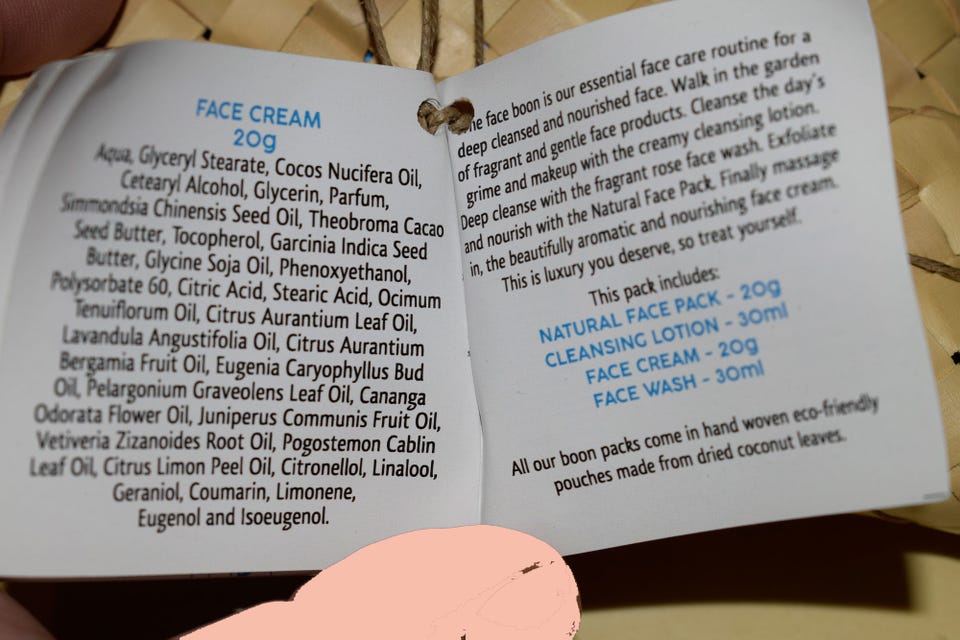 FACE CREAM
20g
Aqua, Glyceryl Stearate, Cocos Nucifera Oil,
Cetearyl Alcohol, Glycerin, Parfum,
Simmondsia Chinensis Seed Oil, Theobroma Cacao
Seed Butter, Tocopherol, Garcinia Indica Seed
Butter, Glycine Soja Oil, Phenoxyethanol,
Polysorbate 60, Citric Acid, Stearic Acid, Ocimum
Tenuiflorum Oil, Citrus Aurantium Leaf Oil,
Lavandula Angustifolia Oil, Citrus Aurantium
Bergamia Fruit Oil, Eugenia Caryophyllus Bud
Oil, Pelargonium Graveolens Leaf Oil, Cananga
Odorata Flower Oil, Juniperus Communis Fruit Oil,
Vetiveria Zizanoides Root Oil, Pogostemon Cablin
Leaf Oil, Citrus Limon Peel Oil, Citronellol, Linalool,
Geraniol, Coumarin, Limonene,
Eugenol and Isoeugenol.
face boon is our essential face care routine for a
deep cleansed and nourished face. Walk in the garden
of fragrant and gentle face products. Cleanse the day's
grime and makeup with the creamy cleansing lotion.
Deep cleanse with the fragrant rose face wash. Exfoliate
and nourish with the Natural Face Pack. Finally massage
in, the beautifully aromatic and nourishing face cream.
This is luxury you deserve, so treat yourself.
This pack includes:
NATURAL FACE PACK - 20g
CLEANSING LOTION - 30ml
FACE CREAM - 20g
FACE WASH - 30ml
All our boon packs come in hand woven eco-friendly
pouches made from dried coconut leaves.